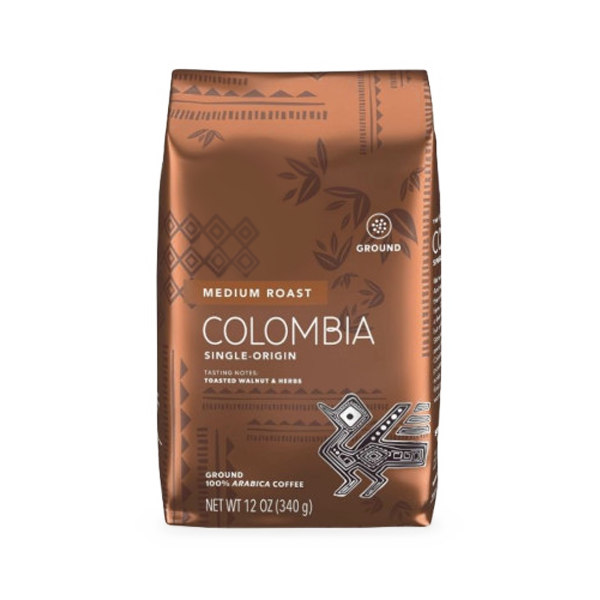 GROUND
MEDIUM ROAST
COLOMBIA
SINGLE-ORIGIN
TASTING NOTES:
TOASTED WALNUT & HERBS
GROUND
100% ARABICA COFFEE
NET WT 12 OZ (340 g)